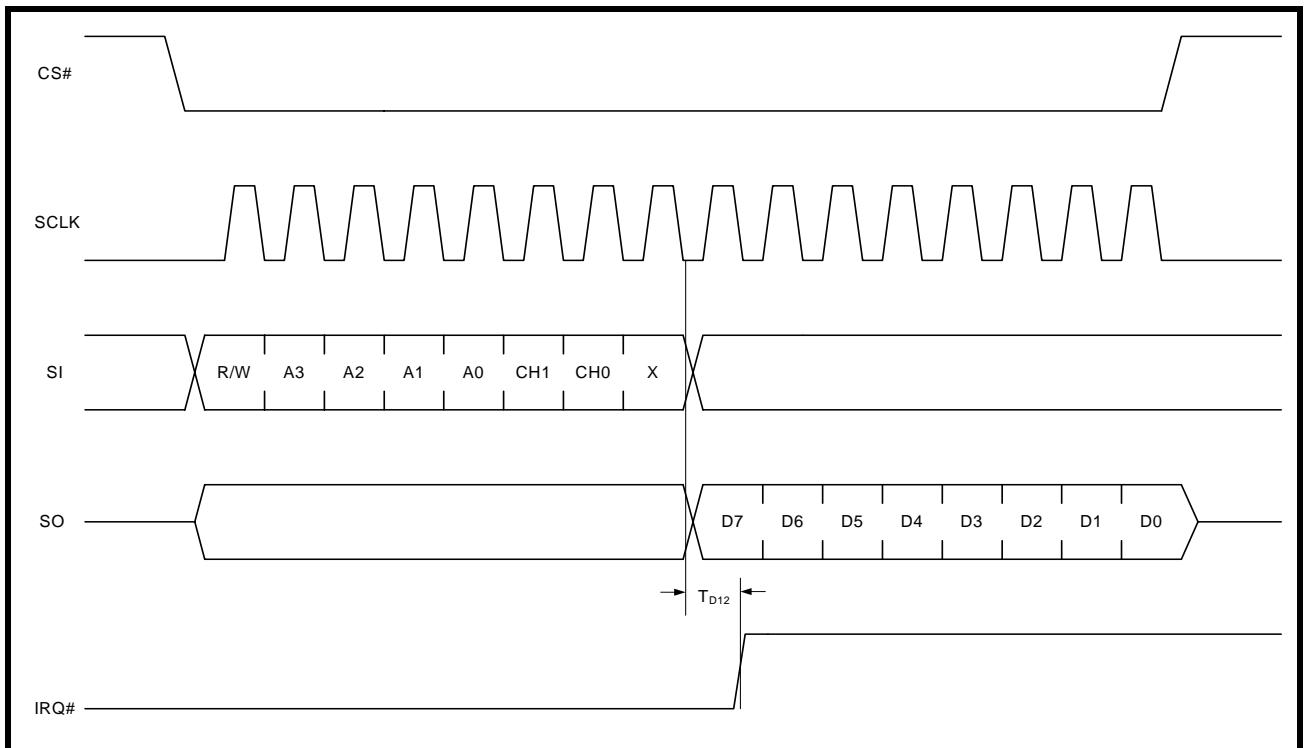 CS#
SCLK
SI R/W A3 A2 A1 A0 CH1 CH0 X
SO D7 D6 D5 D4 D3 D2 D1 D0
TD12
IRQ#